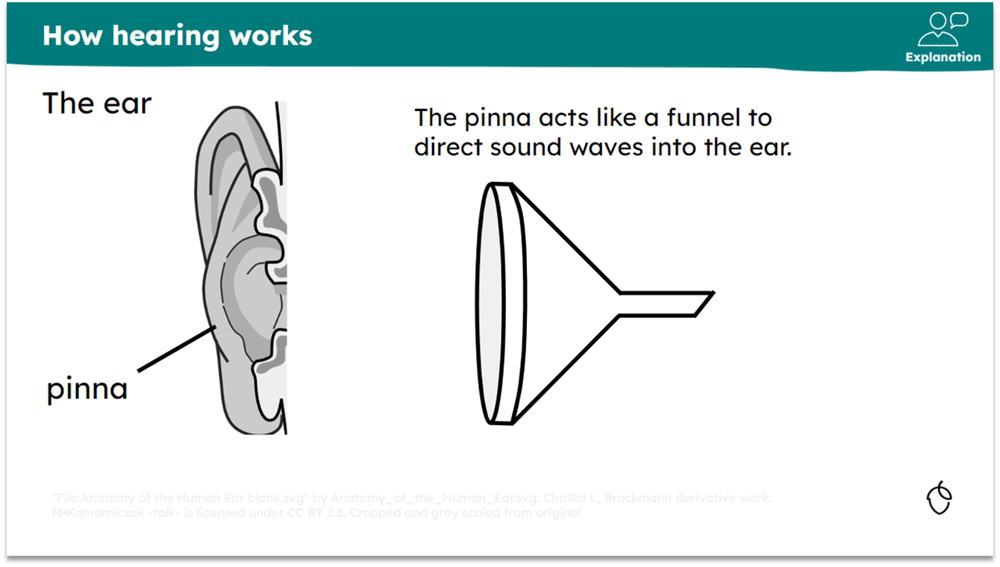 How hearing works
Explanation
The ear
The pinna acts like a funnel to
direct sound waves into the ear.
pinna
"File:Anatomy of the Human Ear blank.svg" by Anatomy_of_the_Human_Ear.svg: Chittka L, Brockmann derivative work:
M•Komorniczak -talk- is licensed under CC BY 2.5. Cropped and gray scaled from original